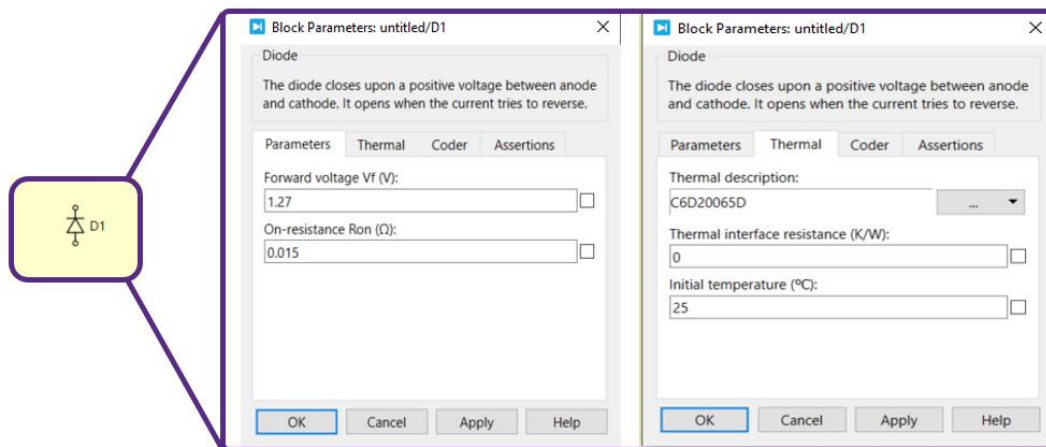 D1
Block Parameters: untitled/D1
Diode
The diode closes upon a positive voltage between anode
and cathode. It opens when the current tries to reverse.
Parameters Thermal Coder Assertions
Forward voltage Vf (V):
1.27
On-resistance Ron (Ω):
0.015
OK Cancel Apply Help
Block Parameters: untitled/D1
Diode
The diode closes upon a positive voltage between anode
and cathode. It opens when the current tries to reverse.
Parameters Thermal Coder Assertions
Thermal description:
C6D20065D ...
Thermal interface resistance (K/W):
0
Initial temperature (ºC):
25
OK Cancel Apply Help